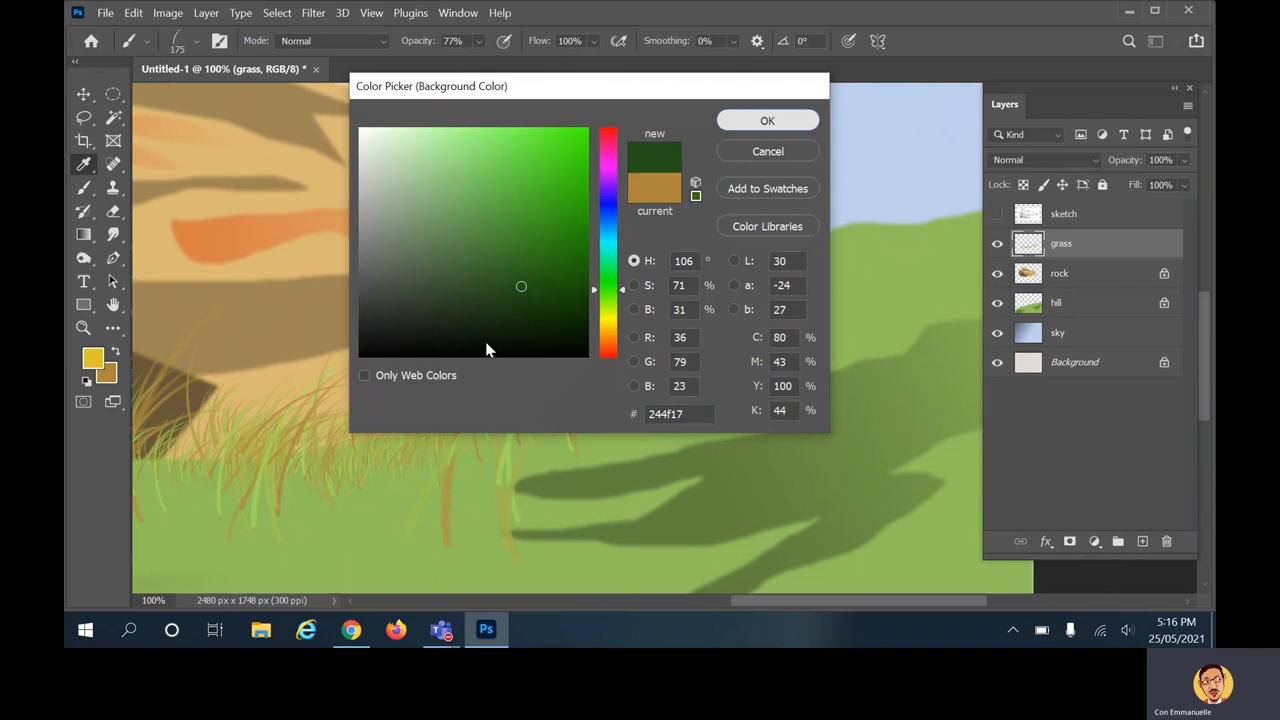 Ps File Edit Image Layer Type Select Filter 3D View Plugins Window Help
175 Mode: Normal Opacity: 77% Flow: 100% Smoothing: 0% 0°
Untitled-1 @ 100% (grass, RGB/8) * ×
Color Picker (Background Color)
new
current
OK
Cancel
Add to Swatches
Color Libraries
H: 106 °
S: 71 %
B: 31 %
R: 36
G: 79
B: 23
# 244f17
L: 30
a: -24
b: 27
C: 80 %
M: 43 %
Y: 100 %
K: 44 %
Only Web Colors
Layers
Kind
Normal Opacity: 100%
Lock: Fill: 100%
sketch
grass
rock
hill
sky
Background
fx
100% 2480 px x 1748 px (300 ppi)
Ps
5:16 PM
25/05/2021
Con Emmanuelle